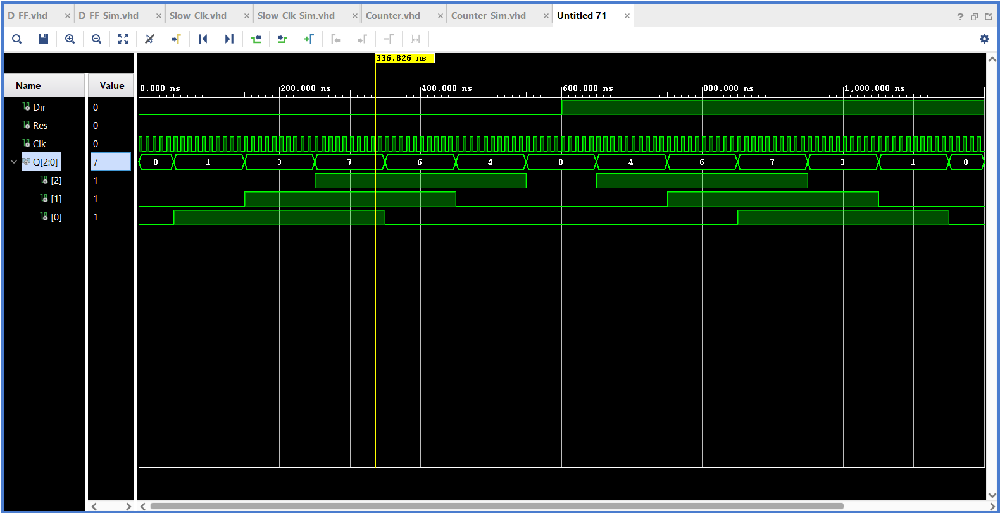 D_FF.vhd × D_FF_Sim.vhd × Slow_Clk.vhd × Slow_Clk_Sim.vhd × Counter.vhd × Counter_Sim.vhd × Untitled 71 × ?
336.826 ns
Name Value 0.000 ns 200.000 ns 400.000 ns 600.000 ns 800.000 ns 1,000.000 ns
Dir 0
Res 0
Clk 0
Q[2:0] 7 0 1 3 7 6 4 0 4 6 7 3 1 0
[2] 1
[1] 1
[0] 1